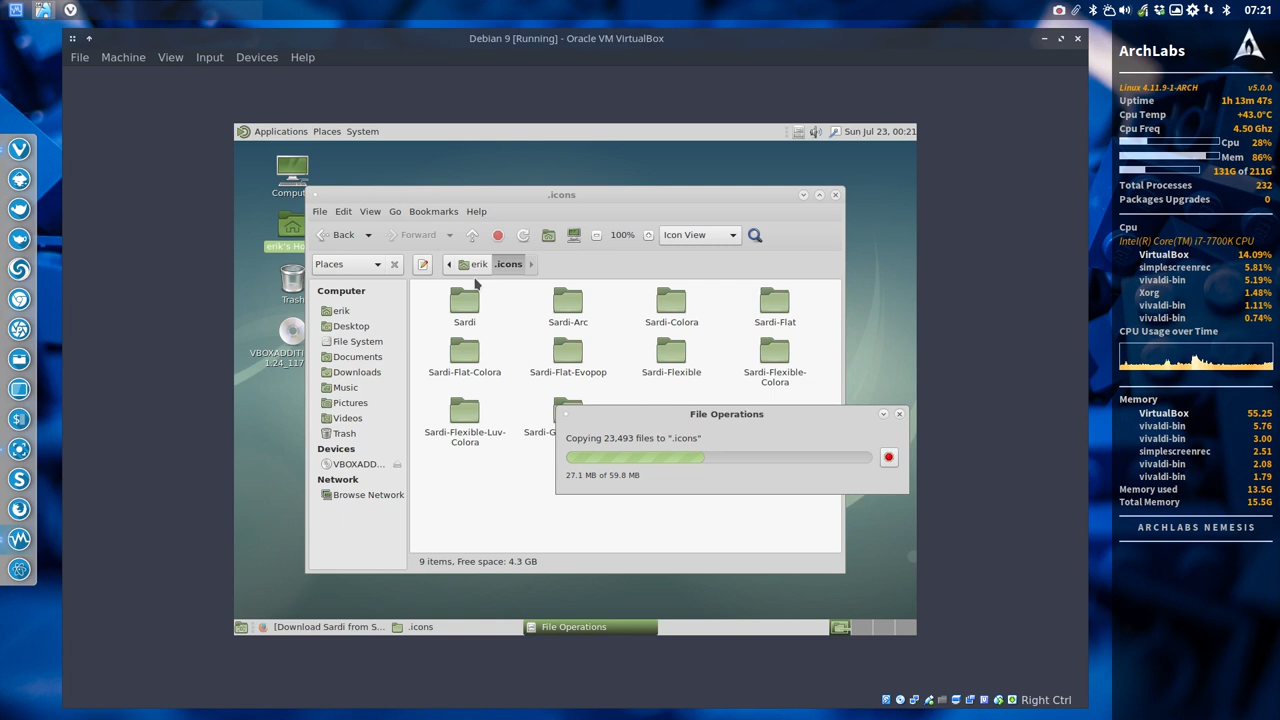 07:21
Debian 9 [Running] - Oracle VM VirtualBox
File Machine View Input Devices Help
Applications Places System
Sun Jul 23, 00:21
Comput
erik's Ho
Trash
VBOXADDITI
1.24_117
.icons
File Edit View Go Bookmarks Help
Back Forward 100% Icon View
Places erik .icons
Computer
erik
Desktop
File System
Documents
Downloads
Music
Pictures
Videos
Trash
Devices
VBOXADD...
Network
Browse Network
Sardi Sardi-Arc Sardi-Colora Sardi-Flat
Sardi-Flat-Colora Sardi-Flat-Evopop Sardi-Flexible Sardi-Flexible-
Colora
Sardi-Flexible-Luv- Sardi-G
Colora
File Operations
Copying 23,493 files to ".icons"
27.1 MB of 59.8 MB
9 items, Free space: 4.3 GB
[Download Sardi from S... .icons File Operations
Right Ctrl
ArchLabs
Linux 4.11.9-1-ARCH v5.0.0
Uptime 1h 13m 47s
Cpu Temp +43.0°C
Cpu Freq 4.50 Ghz
Cpu 28%
Mem 86%
131G of 211G
Total Processes 232
Packages Upgrades 0
Cpu
Intel(R) Core(TM) i7-7700K CPU
VirtualBox 14.09%
simplescreenrec 5.81%
vivaldi-bin 5.19%
Xorg 1.48%
vivaldi-bin 1.11%
vivaldi-bin 0.74%
CPU Usage over Time
Memory
VirtualBox 55.25
vivaldi-bin 5.76
vivaldi-bin 3.00
simplescreenrec 2.51
vivaldi-bin 2.08
vivaldi-bin 1.79
Memory used 13.5G
Total Memory 15.5G
ARCHLABS NEMESIS